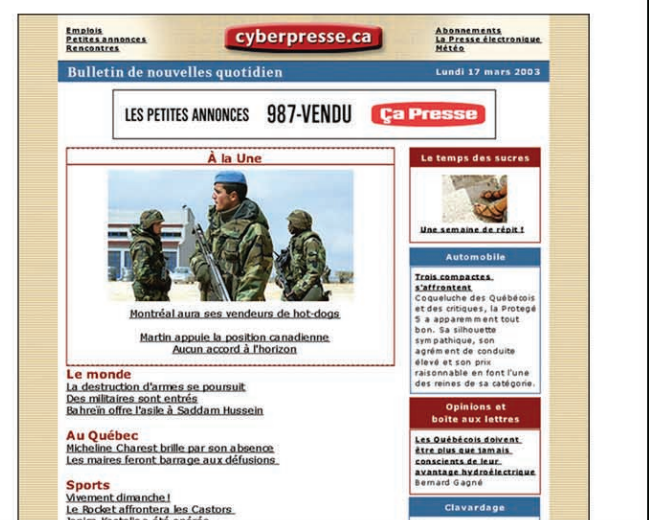 Emplois
Petites annonces
Rencontres
cyberpresse.ca
Abonnements
La Presse électronique
Météo
Bulletin de nouvelles quotidien
Lundi 17 mars 2003
LES PETITES ANNONCES 987-VENDU Ça Presse
À la Une
Montréal aura ses vendeurs de hot-dogs
Martin appuie la position canadienne
Aucun accord à l'horizon
Le monde
La destruction d'armes se poursuit
Des militaires sont entrés
Bahreïn offre l'asile à Saddam Hussein
Au Québec
Micheline Charest brille par son absence
Les maires feront barrage aux défusions
Sports
Vivement dimanche!
Le Rocket affrontera les Castors
Le temps des sucres
Une semaine de répit !
Automobile
Trois compactes
s'affrontent
Coqueluche des Québécois
et des critiques, la Protegé
5 a apparemment tout
bon. Sa silhouette
sympathique, son
agrément de conduite
élevé et son prix
raisonnable en font l'une
des reines de sa catégorie.
Opinions et
boîte aux lettres
Les Québécois doivent
être plus que jamais
conscients de leur
avantage hydroélectrique
Bernard Gagné
Clavardage